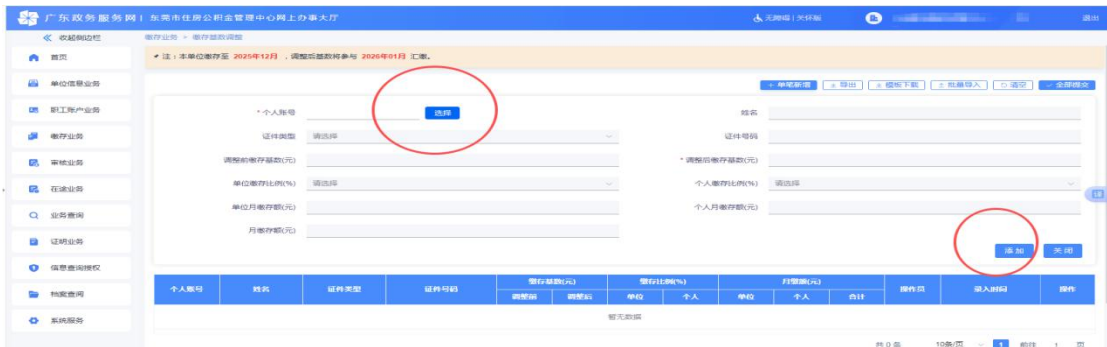 广东政务服务网 | 东莞市住房公积金管理中心网上办事大厅 无障碍 | 关怀版 退出
收起侧边栏
缴存业务 > 缴存基数调整
首页
注：本单位缴存至 2025年12月 ，调整后基数将参与 2026年01月 汇缴。
单位信息业务
+ 单笔新增 导出 模板下载 批量导入 清空 全部提交
职工账户业务
* 个人账号 选择 姓名
缴存业务
证件类型 请选择 证件号码
审核业务
调整前缴存基数(元) * 调整后缴存基数(元)
在途业务
单位缴存比例(%) 请选择 个人缴存比例(%) 请选择
译
业务查询
单位月缴存额(元) 个人月缴存额(元)
证明业务
月缴存额(元)
添加 关闭
信息查询授权
个人账号 姓名 证件类型 证件号码 缴存基数(元) 缴存比例(%) 月缴额(元) 操作员 录入时间 操作
调整前 调整后 单位 个人 单位 个人 合计
档案查询
暂无数据
系统服务
共 0 条 10条/页 1 前往 1 页